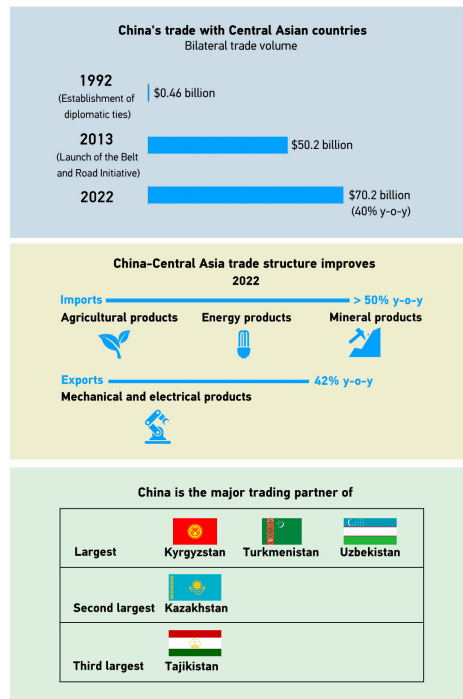 China's trade with Central Asian countries
Bilateral trade volume
1992
(Establishment of
diplomatic ties)
$0.46 billion
2013
(Launch of the Belt
and Road Initiative)
$50.2 billion
2022
$70.2 billion
(40% y-o-y)
China-Central Asia trade structure improves
2022
Imports > 50% y-o-y
Agricultural products Energy products Mineral products
Exports 42% y-o-y
Mechanical and electrical products
China is the major trading partner of
Largest Kyrgyzstan Turkmenistan Uzbekistan
Second largest Kazakhstan
Third largest Tajikistan